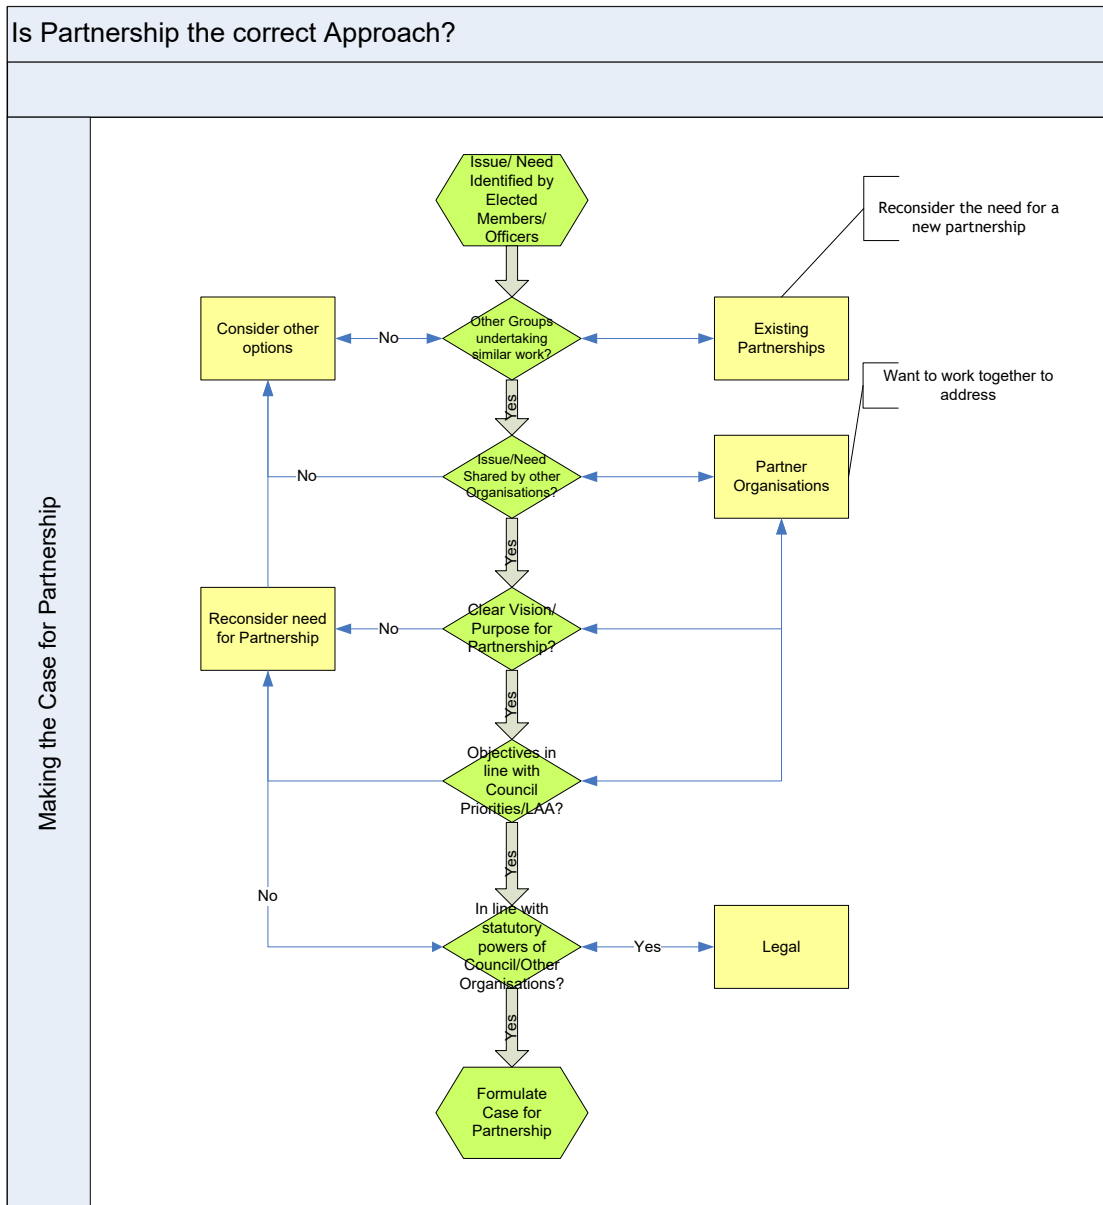 Is Partnership the correct Approach?
Making the Case for Partnership
Issue/ Need
Identified by
Elected
Members/
Officers
Reconsider the need for a
new partnership
Consider other
options
No
Other Groups
undertaking
similar work?
Existing
Partnerships
Yes
Want to work together to
address
No
Issue/Need
Shared by other
Organisations?
Partner
Organisations
Yes
Reconsider need
for Partnership
No
Clear Vision/
Purpose for
Partnership?
Yes
Objectives in
line with
Council
Priorities/LAA?
Yes
No
In line with
statutory
powers of
Council/Other
Organisations?
Yes
Legal
Yes
Formulate
Case for
Partnership